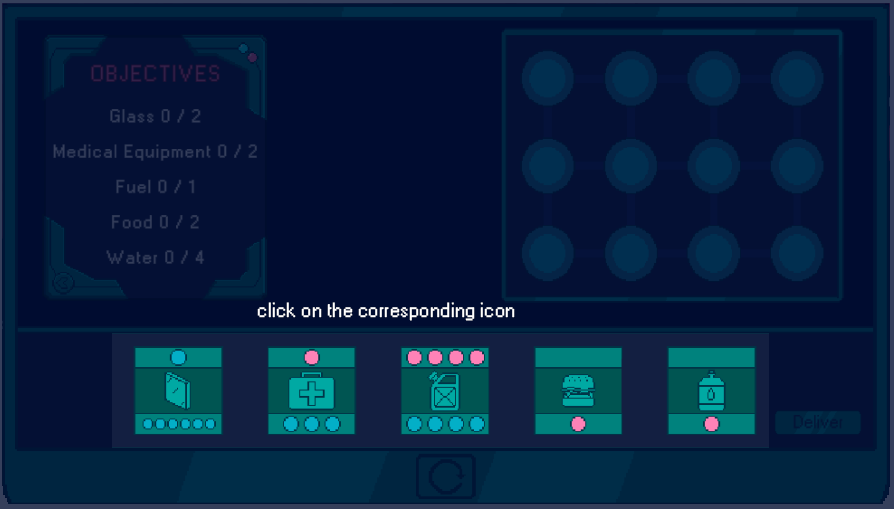 OBJECTIVES
Glass 0 / 2
Medical Equipment 0 / 2
Fuel 0 / 1
Food 0 / 2
Water 0 / 4
click on the corresponding icon
Deliver